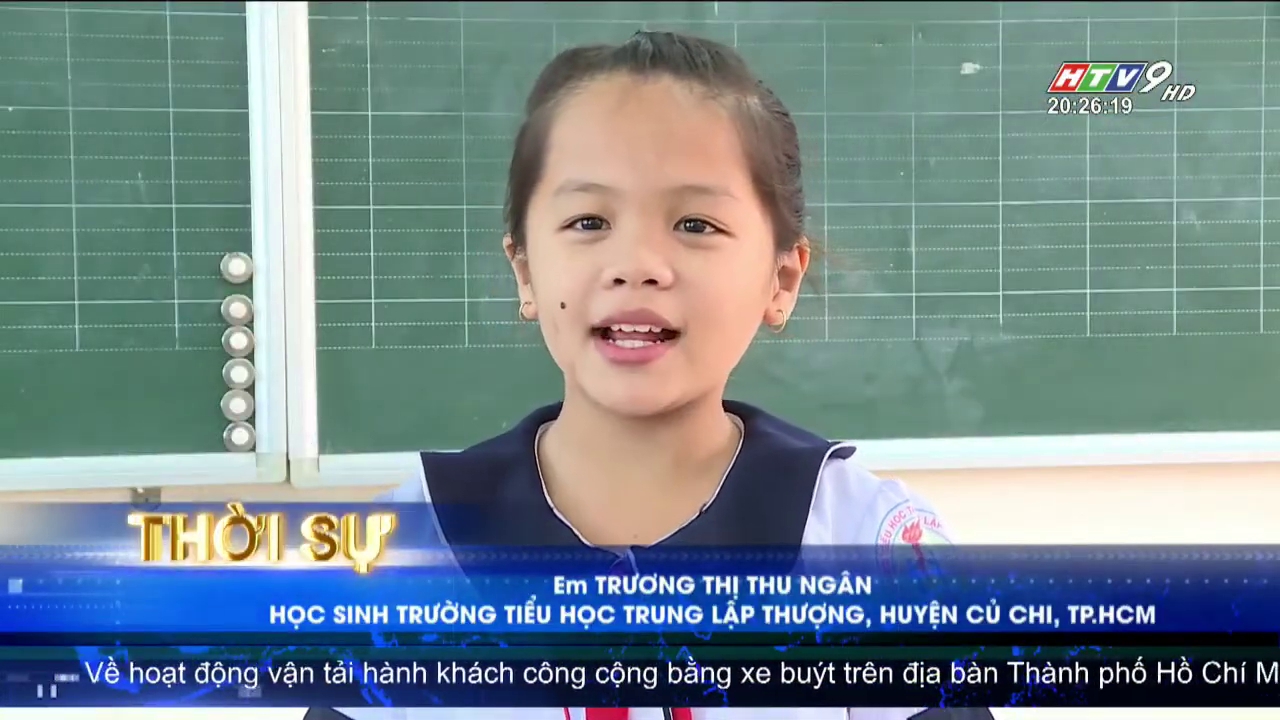 HTV9 HD
20:26:19
THỜI SỰ
Em TRƯƠNG THỊ THU NGÂN
HỌC SINH TRƯỜNG TIỂU HỌC TRUNG LẬP THƯỢNG, HUYỆN CỦ CHI, TP.HCM
Về hoạt động vận tải hành khách công cộng bằng xe buýt trên địa bàn Thành phố Hồ Chí M